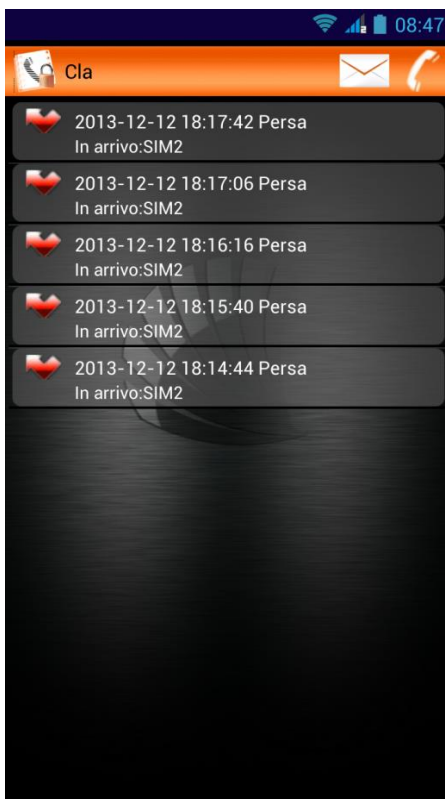 08:47
Cla
2013-12-12 18:17:42 Persa
In arrivo:SIM2
2013-12-12 18:17:06 Persa
In arrivo:SIM2
2013-12-12 18:16:16 Persa
In arrivo:SIM2
2013-12-12 18:15:40 Persa
In arrivo:SIM2
2013-12-12 18:14:44 Persa
In arrivo:SIM2